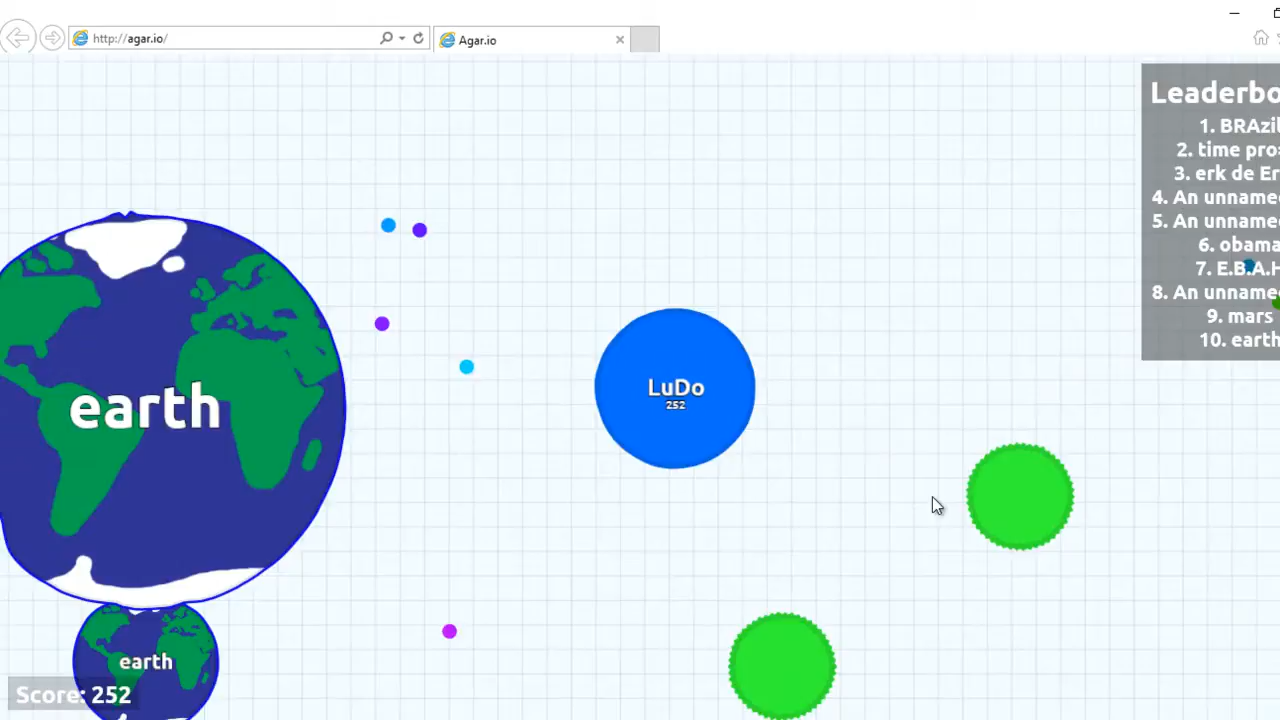 http://agar.io/
Agar.io
Leaderbo
1. BRAzil
2. time pro
3. erk de Er
4. An unname
5. An unname
6. obama
7. E.B.A.H
8. An unname
9. mars
10. earth
earth
LuDo
252
earth
Score: 252